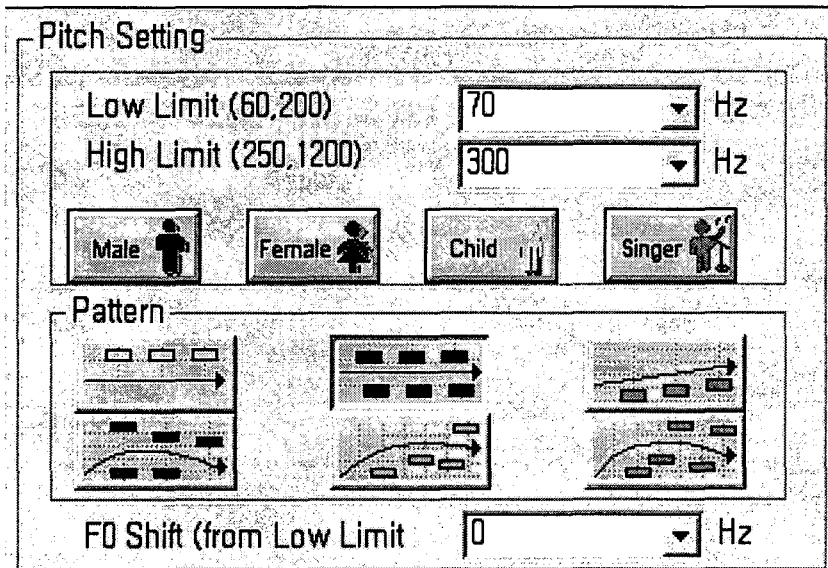 Pitch Setting
Low Limit (60,200) 70 Hz
High Limit (250,1200) 300 Hz
Male Female Child Singer
Pattern
F0 Shift (from Low Limit 0 Hz